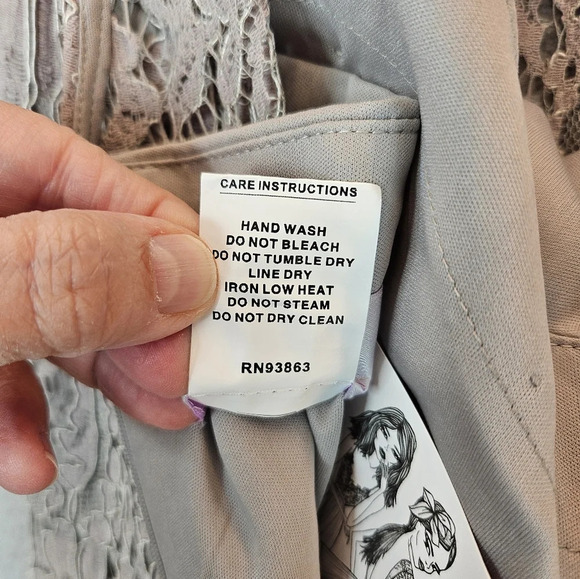 CARE INSTRUCTIONS
HAND WASH
DO NOT BLEACH
DO NOT TUMBLE DRY
LINE DRY
IRON LOW HEAT
DO NOT STEAM
DO NOT DRY CLEAN
RN93863